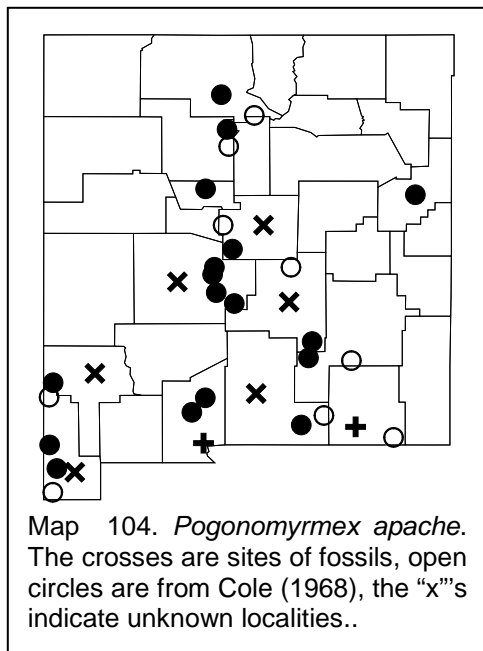 Map 104. Pogonomyrmex apache.
The crosses are sites of fossils, open
circles are from Cole (1968), the “x”’s
indicate unknown localities..